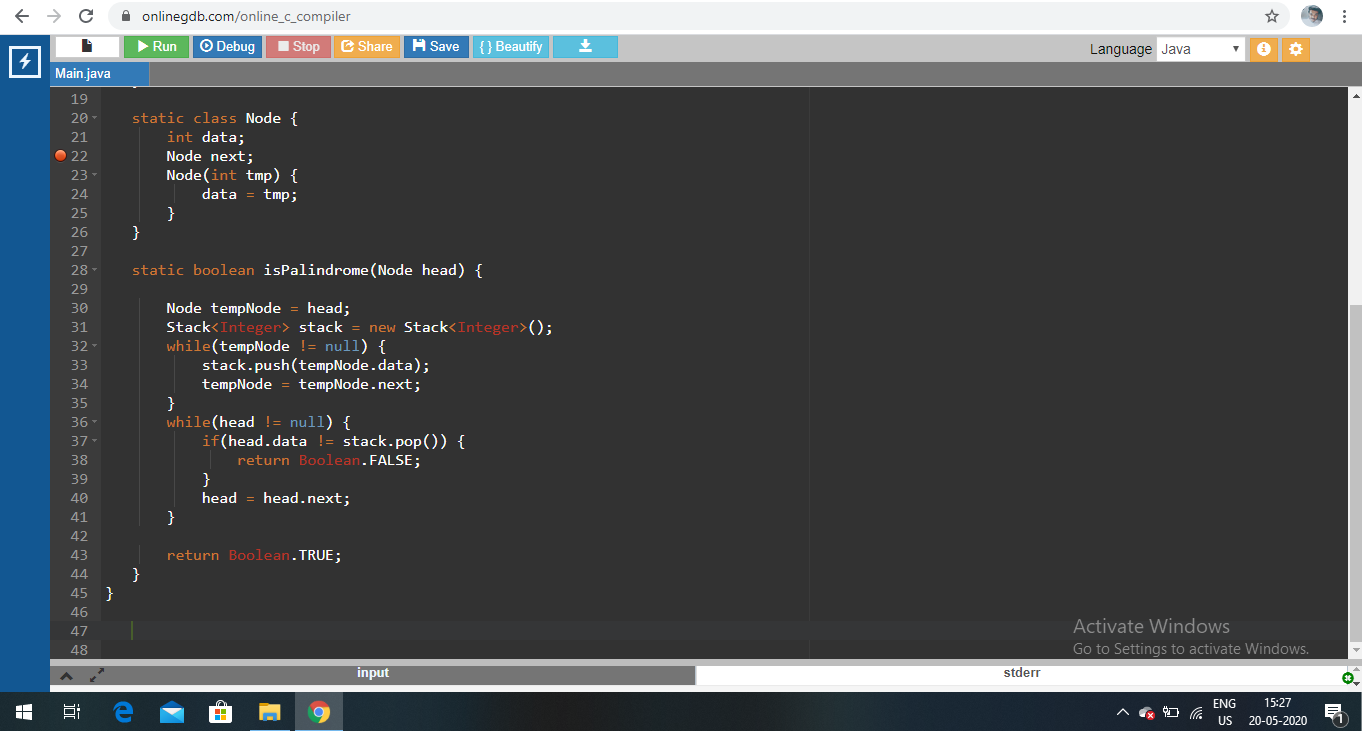 onlinegdb.com/online_c_compiler
Run Debug Stop Share Save { } Beautify Language Java
Main.java
19
20 static class Node {
21 int data;
22 Node next;
23 Node(int tmp) {
24 data = tmp;
25 }
26 }
27
28 static boolean isPalindrome(Node head) {
29
30 Node tempNode = head;
31 Stack<Integer> stack = new Stack<Integer>();
32 while(tempNode != null) {
33 stack.push(tempNode.data);
34 tempNode = tempNode.next;
35 }
36 while(head != null) {
37 if(head.data != stack.pop()) {
38 return Boolean.FALSE;
39 }
40 head = head.next;
41 }
42
43 return Boolean.TRUE;
44 }
45 }
46
47
48
Activate Windows
Go to Settings to activate Windows.
input stderr
ENG 15:27
US 20-05-2020 1